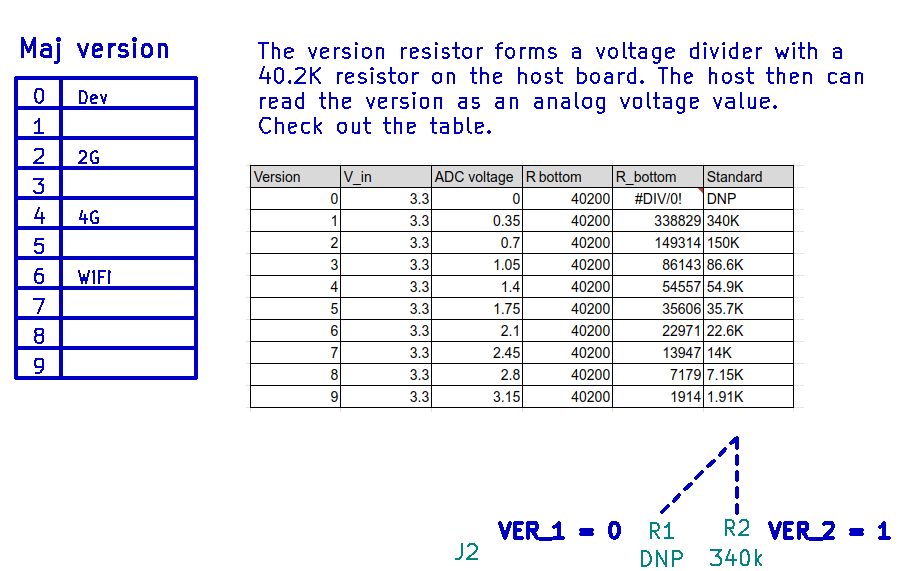 Maj version
0 Dev
1
2 2G
3
4 4G
5
6 WiFi
7
8
9
The version resistor forms a voltage divider with a
40.2K resistor on the host board. The host then can
read the version as an analog voltage value.
Check out the table.
Version V_in ADC voltage R bottom R_bottom Standard
0 3.3 0 40200 #DIV/0! DNP
1 3.3 0.35 40200 338829 340K
2 3.3 0.7 40200 149314 150K
3 3.3 1.05 40200 86143 86.6K
4 3.3 1.4 40200 54557 54.9K
5 3.3 1.75 40200 35606 35.7K
6 3.3 2.1 40200 22971 22.6K
7 3.3 2.45 40200 13947 14K
8 3.3 2.8 40200 7179 7.15K
9 3.3 3.15 40200 1914 1.91K
VER_1 = 0 R1 R2 VER_2 = 1
J2 DNP 340k